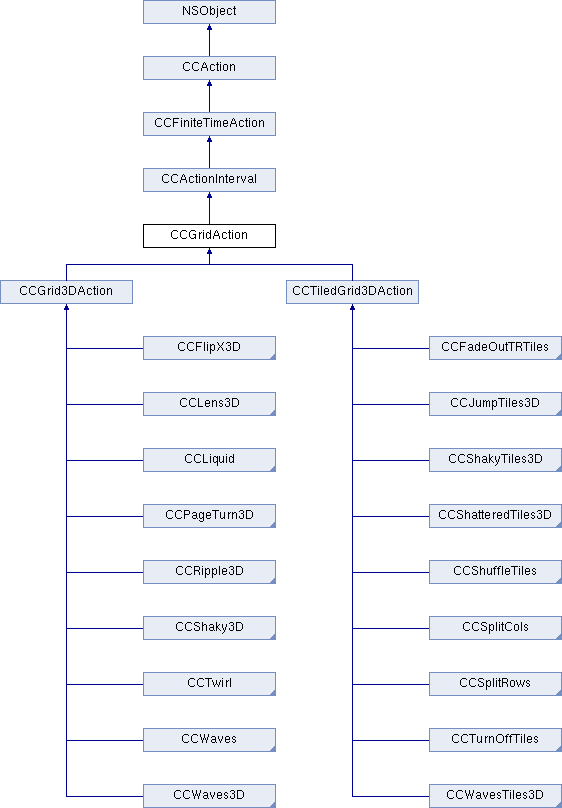 NSObject
CCAction
CCFiniteTimeAction
CCActionInterval
CCGridAction
CCGrid3DAction
CCTiledGrid3DAction
CCFlipX3D
CCFadeOutTRTiles
CCLens3D
CCJumpTiles3D
CCLiquid
CCShakyTiles3D
CCPageTurn3D
CCShatteredTiles3D
CCRipple3D
CCShuffleTiles
CCShaky3D
CCSplitCols
CCTwirl
CCSplitRows
CCWaves
CCTurnOffTiles
CCWaves3D
CCWavesTiles3D